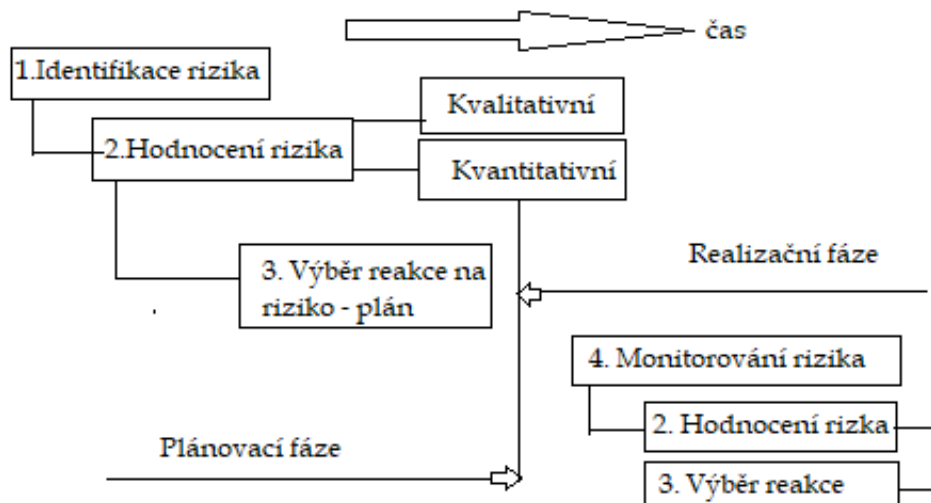 čas
1.Identifikace rizika
Kvalitativní
2.Hodnocení rizika
Kvantitativní
3. Výběr reakce na
riziko - plán
Realizační fáze
4. Monitorování rizika
2. Hodnocení rizka
Plánovací fáze
3. Výběr reakce